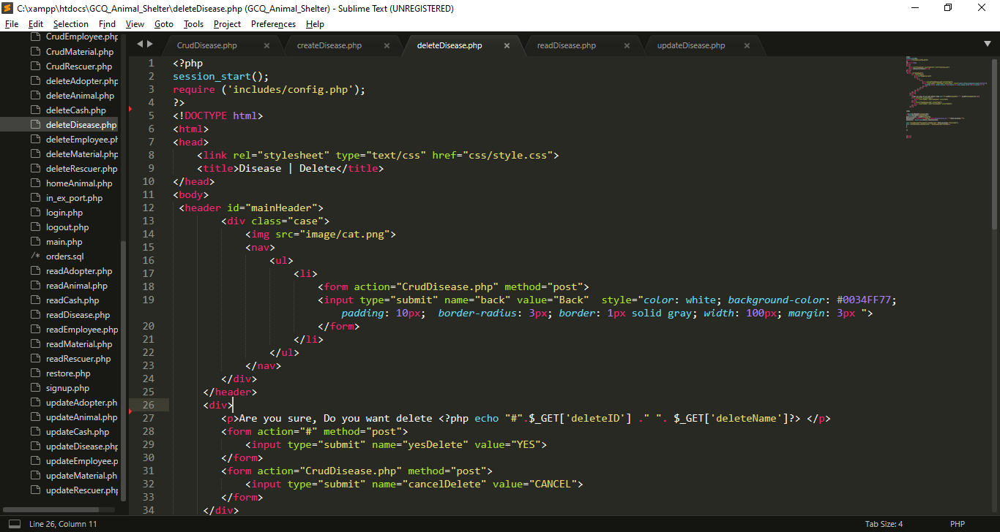 C:\xampp\htdocs\GCQ_Animal_Shelter\deleteDisease.php (GCQ_Animal_Shelter) - Sublime Text (UNREGISTERED)
File Edit Selection Find View Goto Tools Project Preferences Help
CrudEmployee.php
CrudMaterial.php
CrudRescuer.php
deleteAdopter.php
deleteAnimal.php
deleteCash.php
deleteDisease.php
deleteEmployee.ph
deleteMaterial.php
deleteRescuer.php
homeAnimal.php
in_ex_port.php
login.php
logout.php
main.php
/* orders.sql
readAdopter.php
readAnimal.php
readCash.php
readDisease.php
readEmployee.php
readMaterial.php
readRescuer.php
restore.php
signup.php
updateAdopter.ph
updateAnimal.php
updateCash.php
updateDisease.php
updateEmployee.p
updateMaterial.ph
updateRescuer.php
CrudDisease.php × createDisease.php × deleteDisease.php × readDisease.php × updateDisease.php ×
1 <?php
2 session_start();
3 require ('includes/config.php');
4 ?>
5 <!DOCTYPE html>
6 <html>
7 <head>
8     <link rel="stylesheet" type="text/css" href="css/style.css">
9     <title>Disease | Delete</title>
10 </head>
11 <body>
12  <header id="mainHeader">
13         <div class="case">
14             <img src="image/cat.png">
15             <nav>
16                 <ul>
17                     <li>
18                         <form action="CrudDisease.php" method="post">
19                         <input type="submit" name="back" value="Back"  style="color: white; background-color: #0034FF77;
padding: 10px;  border-radius: 3px; border: 1px solid gray; width: 100px; margin: 3px ">
20                         </form>
21                     </li>
22                 </ul>
23             </nav>
24         </div>
25      </header>
26      <div>
27         <p>Are you sure, Do you want delete <?php echo "#".$_GET['deleteID'] ." ". $_GET['deleteName']?> </p>
28         <form action="#" method="post">
29             <input type="submit" name="yesDelete" value="YES">
30         </form>
31         <form action="CrudDisease.php" method="post">
32             <input type="submit" name="cancelDelete" value="CANCEL">
33         </form>
34      </div>
Line 26, Column 11 Tab Size: 4 PHP